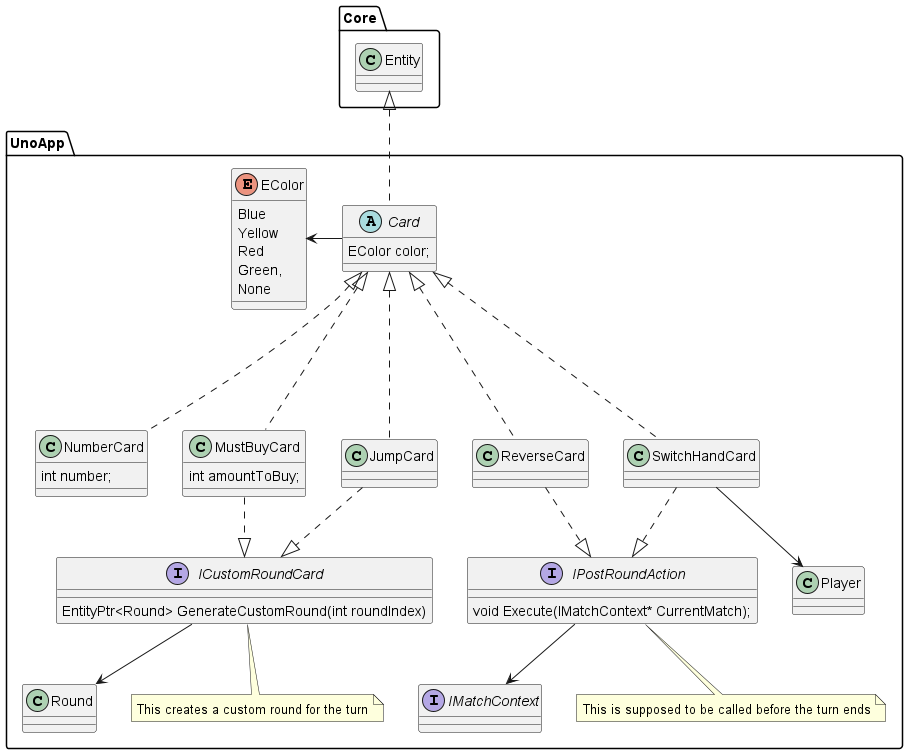 Core
C Entity
UnoApp
E EColor
Blue
Yellow
Red
Green,
None
A Card
EColor color;
C NumberCard
int number;
C MustBuyCard
int amountToBuy;
C JumpCard
C ReverseCard
C SwitchHandCard
I ICustomRoundCard
EntityPtr<Round> GenerateCustomRound(int roundIndex)
I IPostRoundAction
void Execute(IMatchContext* CurrentMatch);
C Player
C Round
This creates a custom round for the turn
I IMatchContext
This is supposed to be called before the turn ends